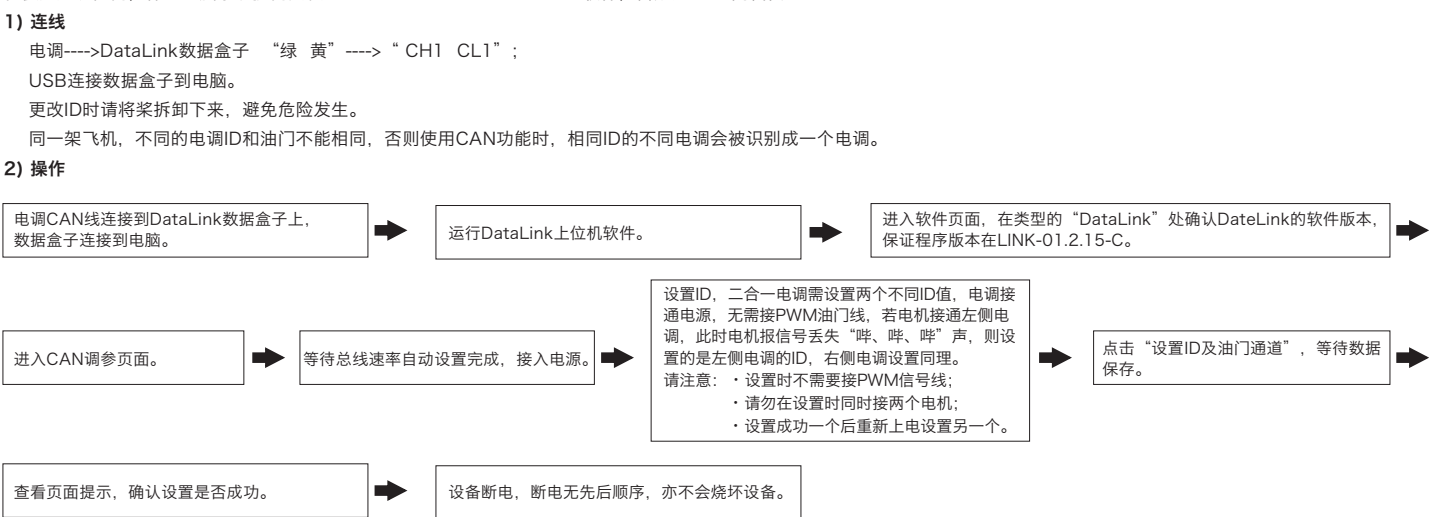 1) 连线
电调---->DataLink数据盒子 “绿 黄”---->“ CH1 CL1”;
USB连接数据盒子到电脑。
更改ID时请将桨拆卸下来，避免危险发生。
同一架飞机，不同的电调ID和油门不能相同，否则使用CAN功能时，相同ID的不同电调会被识别成一个电调。
2) 操作
电调CAN线连接到DataLink数据盒子上，
数据盒子连接到电脑。
运行DataLink上位机软件。
进入软件页面，在类型的“DataLink”处确认DateLink的软件版本，
保证程序版本在LINK-01.2.15-C。
进入CAN调参页面。
等待总线速率自动设置完成，接入电源。
设置ID，二合一电调需设置两个不同ID值，电调接
通电源，无需接PWM油门线，若电机接通左侧电
调，此时电机报信号丢失“哔、哔、哔”声，则设
置的是左侧电调的ID，右侧电调设置同理。
请注意：・设置时不需要接PWM信号线；
・请勿在设置时同时接两个电机；
・设置成功一个后重新上电设置另一个。
点击“设置ID及油门通道”，等待数据
保存。
查看页面提示，确认设置是否成功。
设备断电，断电无先后顺序，亦不会烧坏设备。